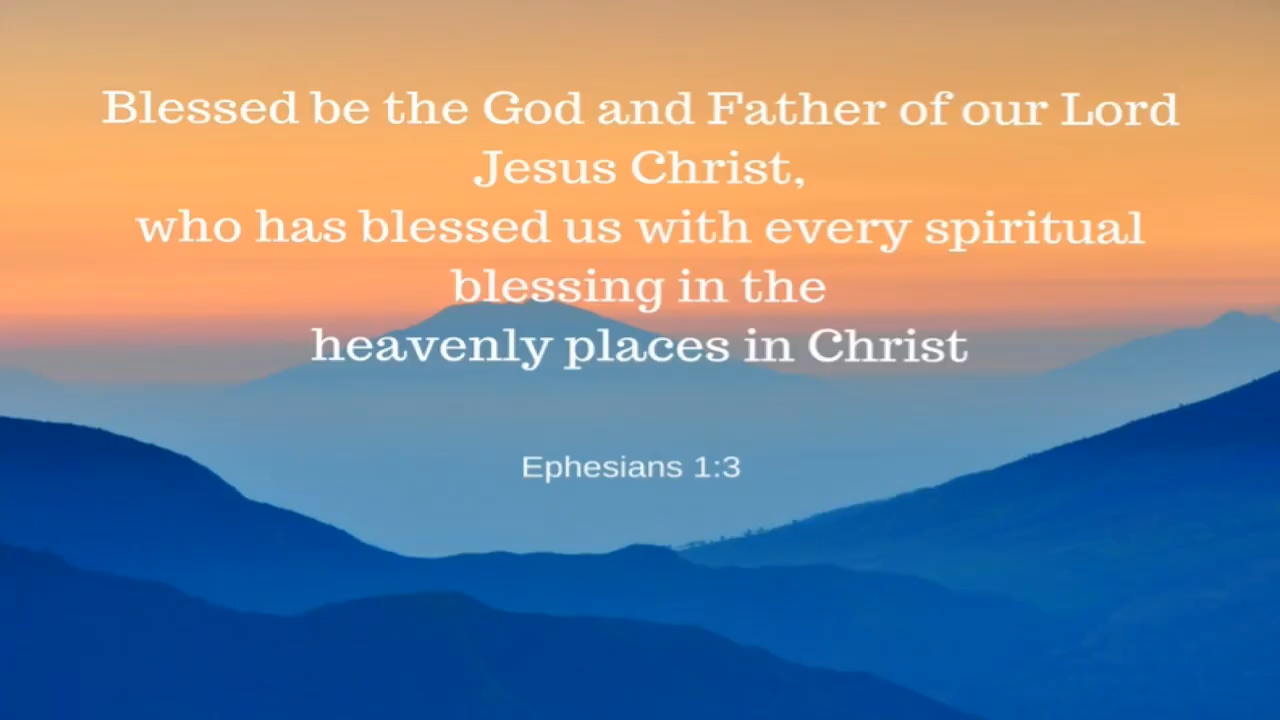 Blessed be the God and Father of our Lord
Jesus Christ,
who has blessed us with every spiritual
blessing in the
heavenly places in Christ
Ephesians 1:3